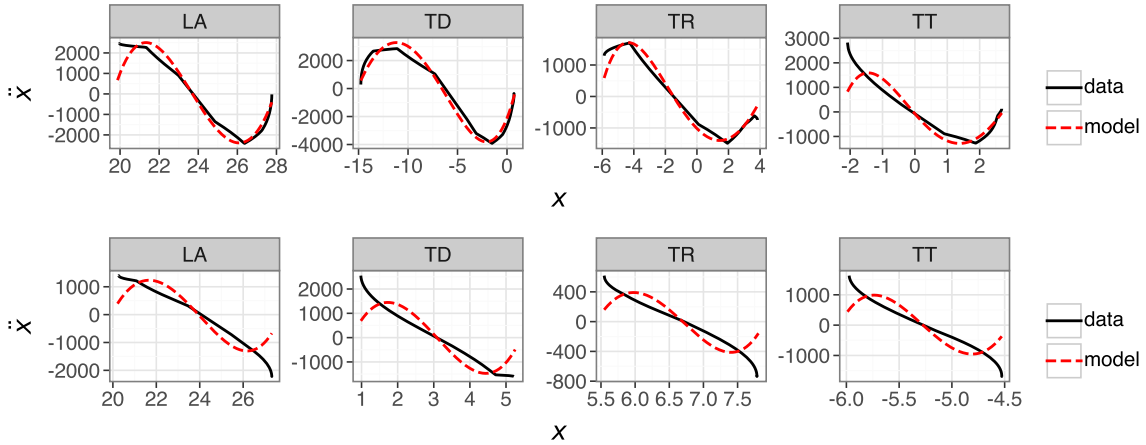 LA TD TR TT
2000 1000 0 -1000 -2000
20 22 24 26 28
2000 0 -2000 -4000
-15 -10 -5 0
1000 0 -1000
-6 -4 -2 0 2 4
3000 2000 1000 0 -1000
-2 -1 0 1 2
ẍ
x
data
model
LA TD TR TT
1000 0 -1000 -2000
20 22 24 26
2000 1000 0 -1000
1 2 3 4 5
400 0 -400 -800
5.5 6.0 6.5 7.0 7.5
1000 0 -1000
-6.0 -5.5 -5.0 -4.5
ẍ
x
data
model